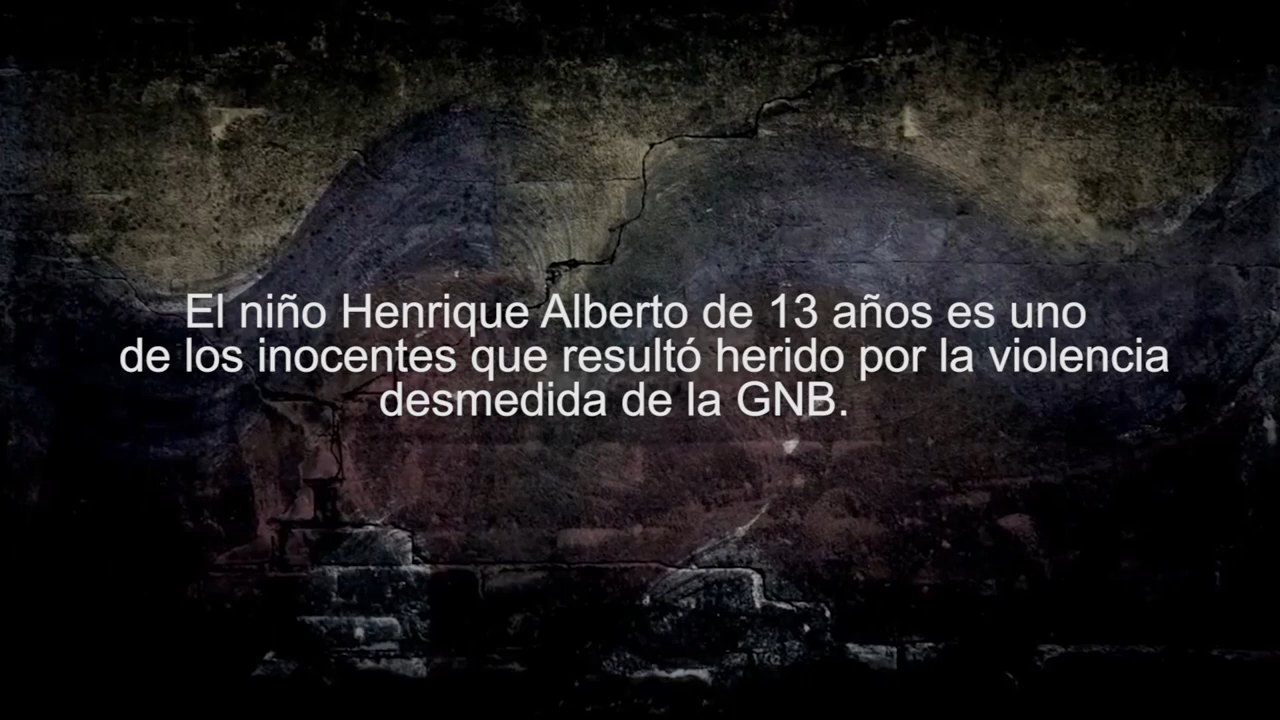 El niño Henrique Alberto de 13 años es uno
de los inocentes que resultó herido por la violencia
desmedida de la GNB.